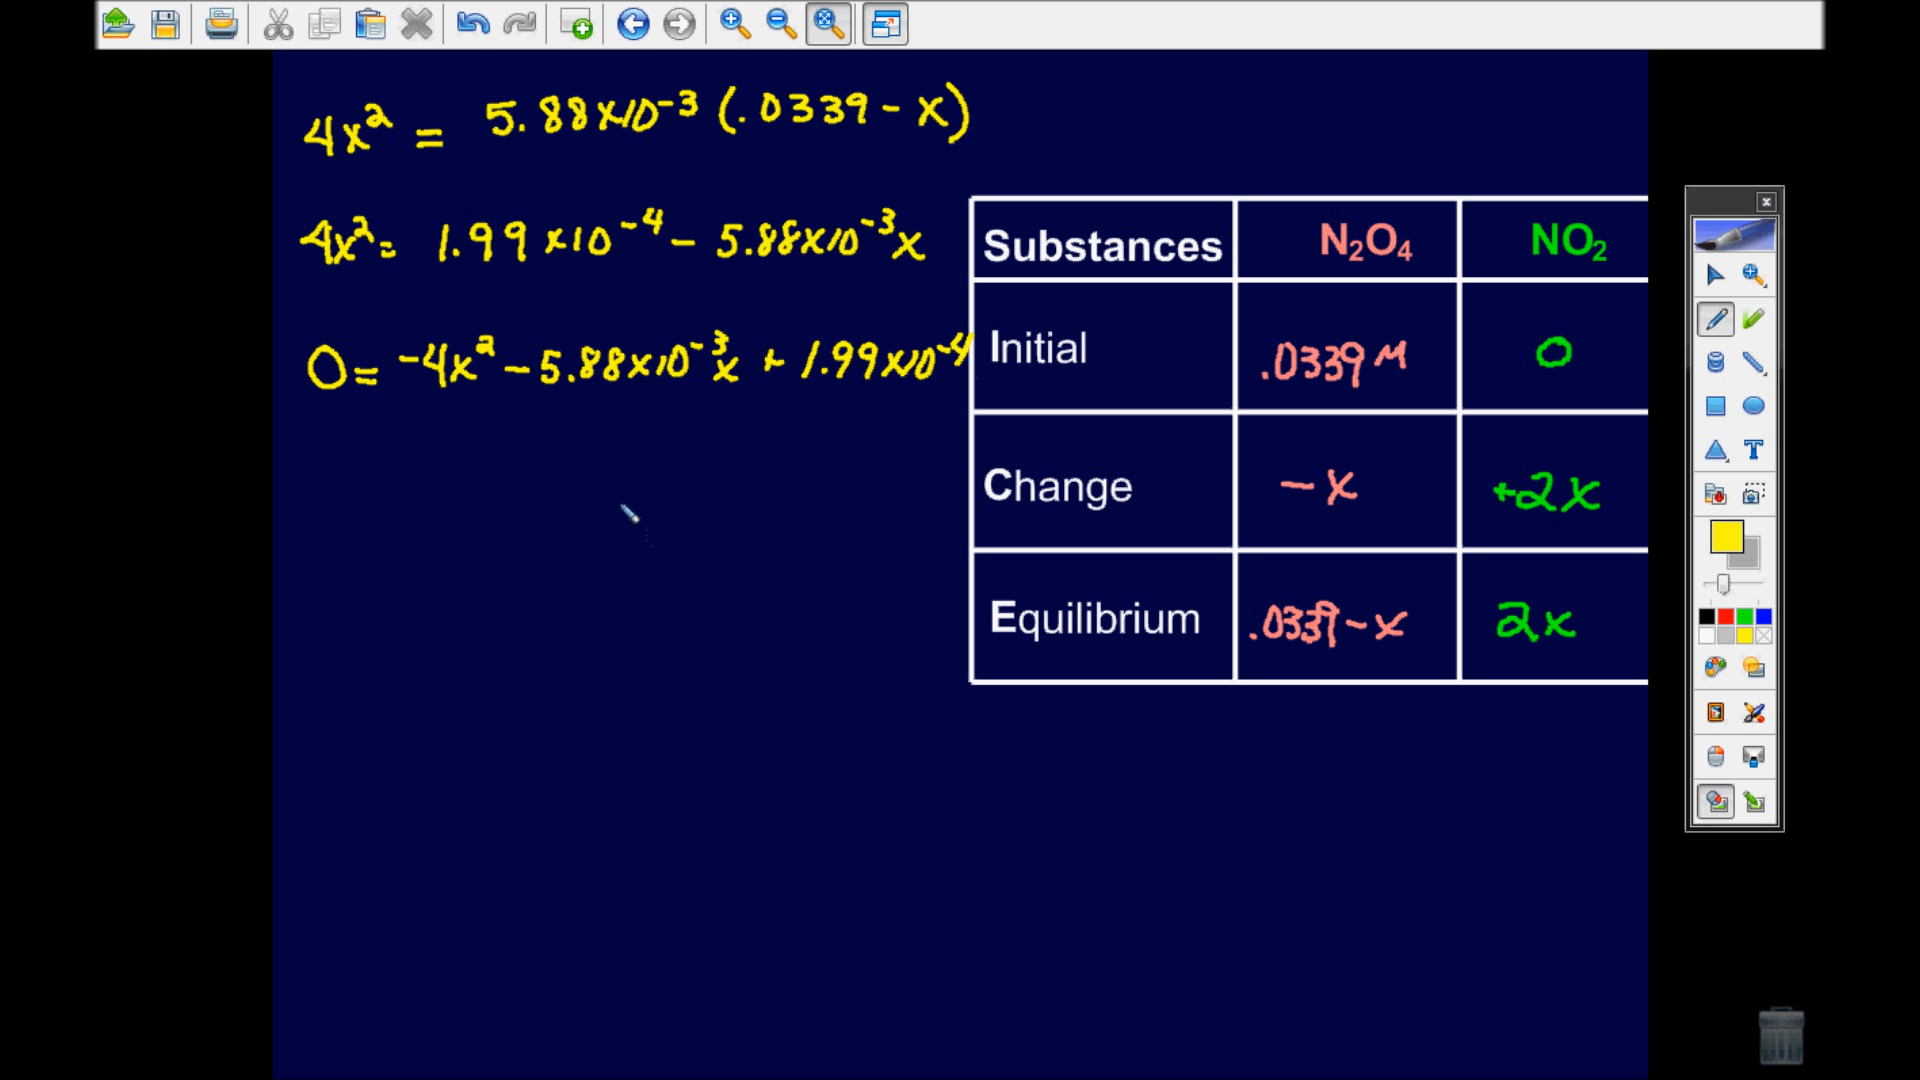 4x² = 5.88x10⁻³ (.0339 - x)
4x² = 1.99 x10⁻⁴ - 5.88x10⁻³x
0 = -4x² - 5.88x10⁻³x + 1.99x10⁻⁴
Substances N₂O₄ NO₂
Initial .0339 M 0
Change - x +2x
Equilibrium .0339 - x 2x